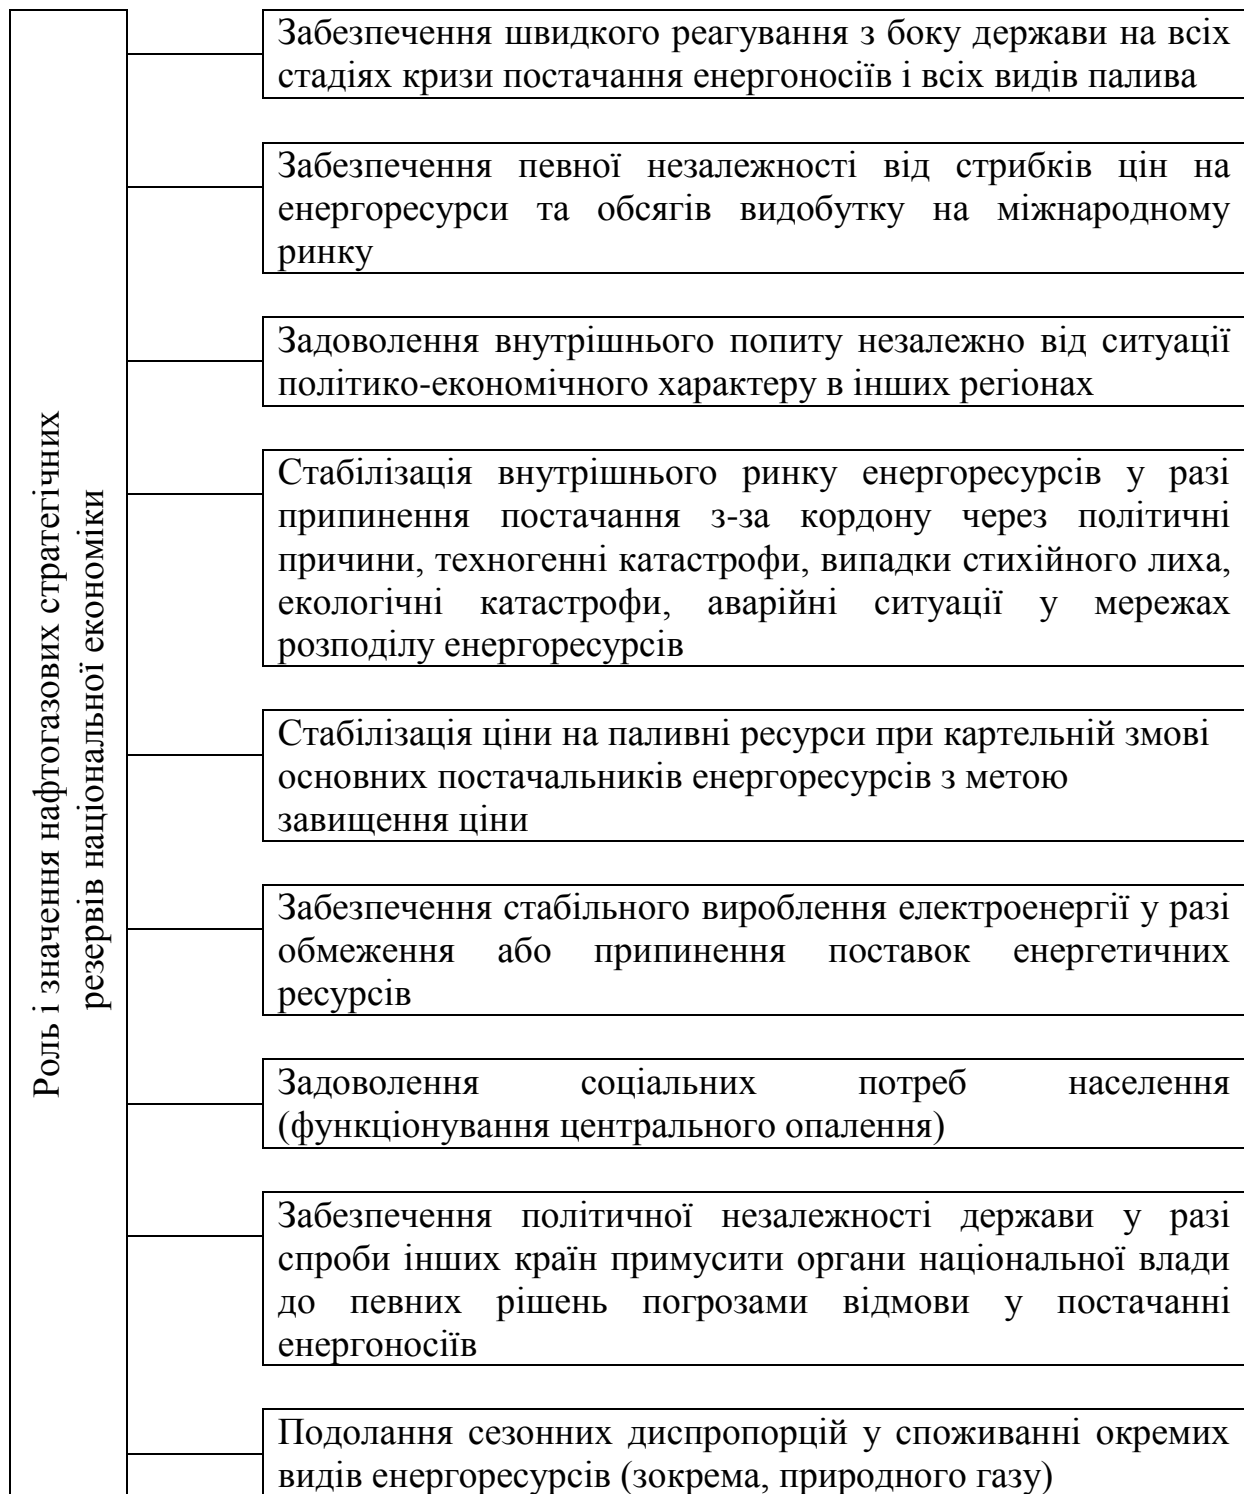 Роль і значення нафтогазових стратегічних
резервів національної економіки
Забезпечення швидкого реагування з боку держави на всіх
стадіях кризи постачання енергоносіїв і всіх видів палива
Забезпечення певної незалежності від стрибків цін на
енергоресурси та обсягів видобутку на міжнародному
ринку
Задоволення внутрішнього попиту незалежно від ситуації
політико-економічного характеру в інших регіонах
Стабілізація внутрішнього ринку енергоресурсів у разі
припинення постачання з-за кордону через політичні
причини, техногенні катастрофи, випадки стихійного лиха,
екологічні катастрофи, аварійні ситуації у мережах
розподілу енергоресурсів
Стабілізація ціни на паливні ресурси при картельній змові
основних постачальників енергоресурсів з метою
завищення ціни
Забезпечення стабільного вироблення електроенергії у разі
обмеження або припинення поставок енергетичних
ресурсів
Задоволення соціальних потреб населення
(функціонування центрального опалення)
Забезпечення політичної незалежності держави у разі
спроби інших країн примусити органи національної влади
до певних рішень погрозами відмови у постачанні
енергоносіїв
Подолання сезонних диспропорцій у споживанні окремих
видів енергоресурсів (зокрема, природного газу)